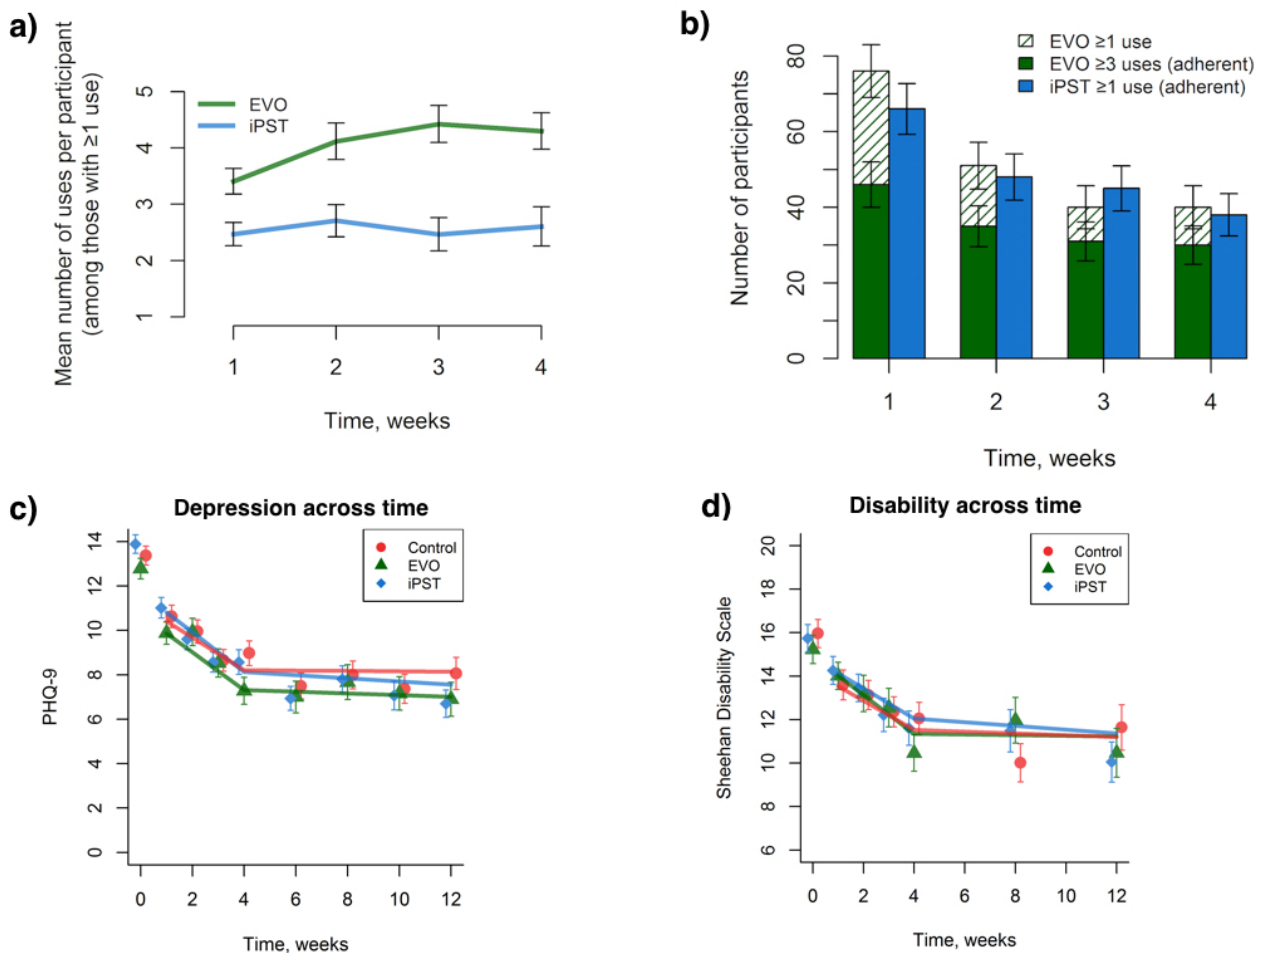 a)
Mean number of uses per participant
(among those with ≥1 use)
5
4
3
2
1
EVO
iPST
1 2 3 4
Time, weeks
b)
Number of participants
80
60
40
20
0
EVO ≥1 use
EVO ≥3 uses (adherent)
iPST ≥1 use (adherent)
1 2 3 4
Time, weeks
c)
Depression across time
PHQ-9
14
12
10
8
6
4
2
0
Control
EVO
iPST
0 2 4 6 8 10 12
Time, weeks
d)
Disability across time
Sheehan Disability Scale
20
18
16
14
12
10
8
6
Control
EVO
iPST
0 2 4 6 8 10 12
Time, weeks